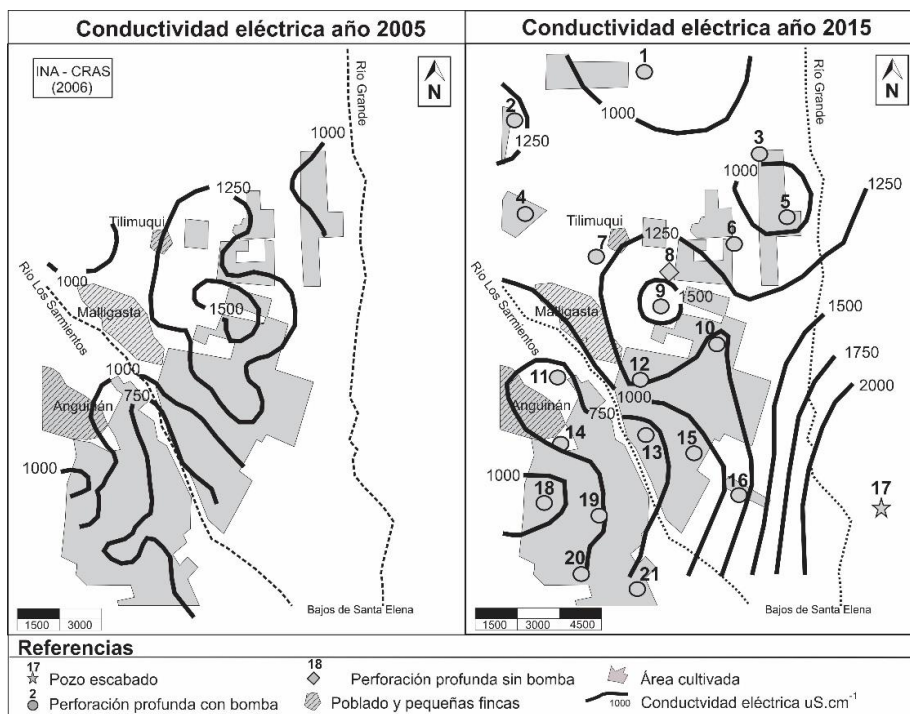 Conductividad eléctrica año 2005
INA - CRAS
(2006)
N
Río Grande
1000
1250
Tilimuqui
1000
1500
Río Los Sarmientos
Malligasta
1000
750
Anguinán
1000
Bajos de Santa Elena
1500 3000
Conductividad eléctrica año 2015
1
N
Río Grande
2
1000
1250
3
1000
4
5
1250
Tilimuqui
1250
6
7
8
1500
9
1500
Río Los Sarmientos
Malligasta
10
1750
12
2000
11
1000
Anguinán
750
14
13
15
1000
16
17
18
19
20
21
Bajos de Santa Elena
1500 3000 4500
Referencias
17
Pozo escabado
18
Perforación profunda sin bomba
Área cultivada
2
Perforación profunda con bomba
Poblado y pequeñas fincas
1000
Conductvidad eléctrica uS.cm-1